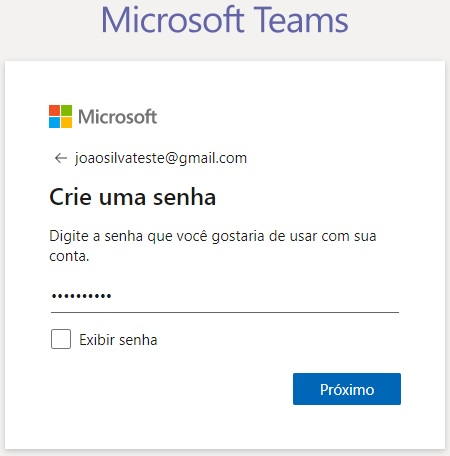 Microsoft Teams
Microsoft
← joaosilvateste@gmail.com
Crie uma senha
Digite a senha que você gostaria de usar com sua
conta.
••••••••••
Exibir senha
Próximo